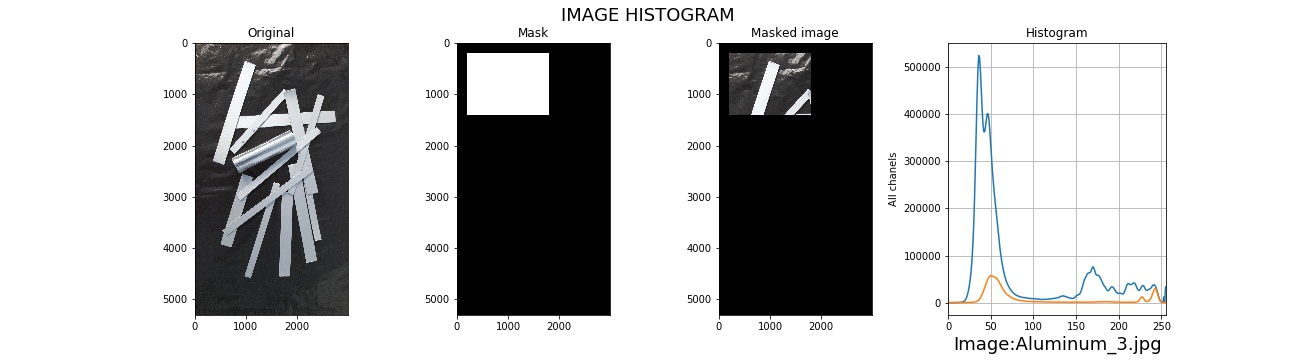 IMAGE HISTOGRAM
Original
0
1000
2000
3000
4000
5000
0 1000 2000
Mask
0
1000
2000
3000
4000
5000
0 1000 2000
Masked image
0
1000
2000
3000
4000
5000
0 1000 2000
Histogram
All chanels
500000
400000
300000
200000
100000
0
0 50 100 150 200 250
Image:Aluminum_3.jpg